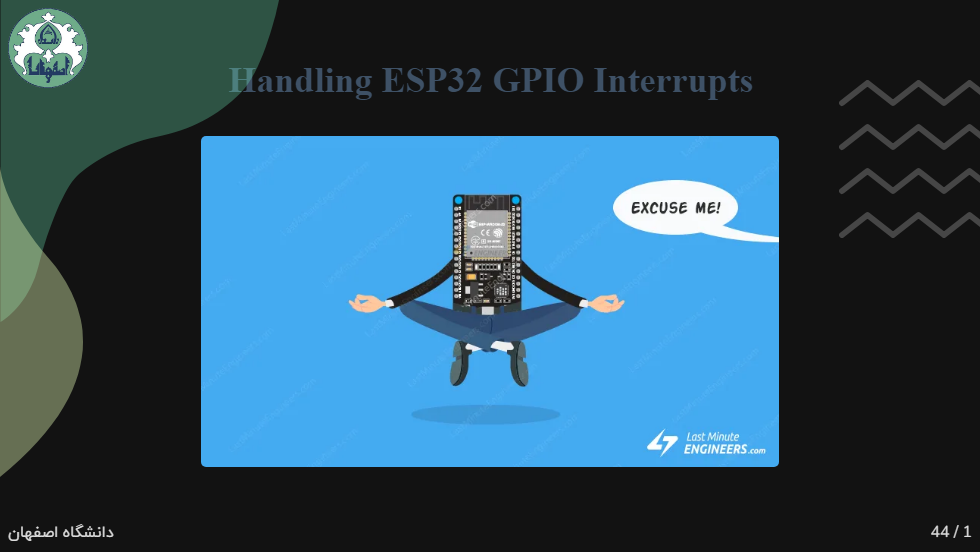 Handling ESP32 GPIO Interrupts
EXCUSE ME!
Last Minute
ENGINEERS.com
دانشگاه اصفهان
44 / 1